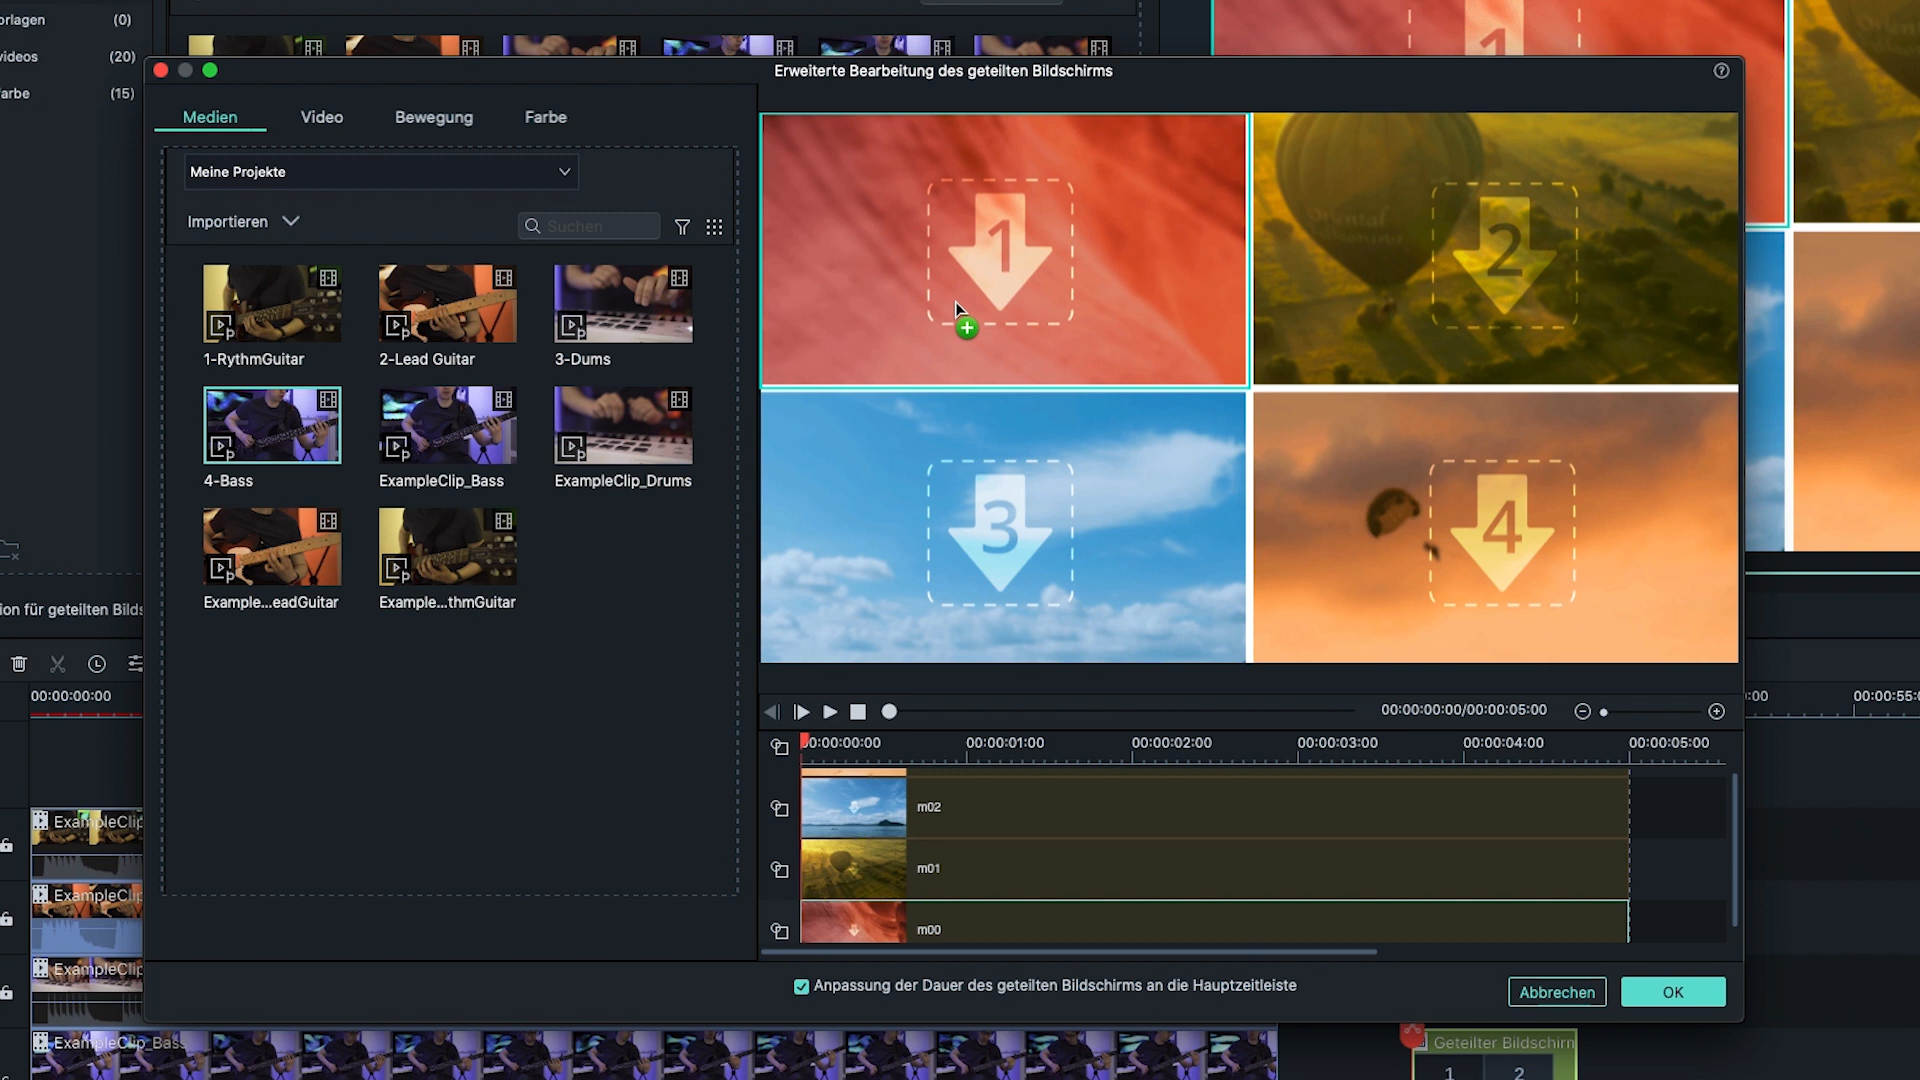 orlagen (0)
videos (20)
arbe (15)
Erweiterte Bearbeitung des geteilten Bildschirms
Medien Video Bewegung Farbe
Meine Projekte
Importieren
Suchen
1-RythmGuitar
2-Lead Guitar
3-Dums
4-Bass
ExampleClip_Bass
ExampleClip_Drums
Example...eadGuitar
Example...thmGuitar
1
2
3
4
1
ion für geteilten Bilds
00:00:00:00
00:00:00:00/00:00:05:00
00:00:00:00 00:00:01:00 00:00:02:00 00:00:03:00 00:00:04:00 00:00:05:00
:00 00:00:55:0
m02
m01
m00
ExampleClip
ExampleClip
ExampleClip
ExampleClip_Bass
Anpassung der Dauer des geteilten Bildschirms an die Hauptzeitleiste
Abbrechen OK
Geteilter Bildschirm
1 2